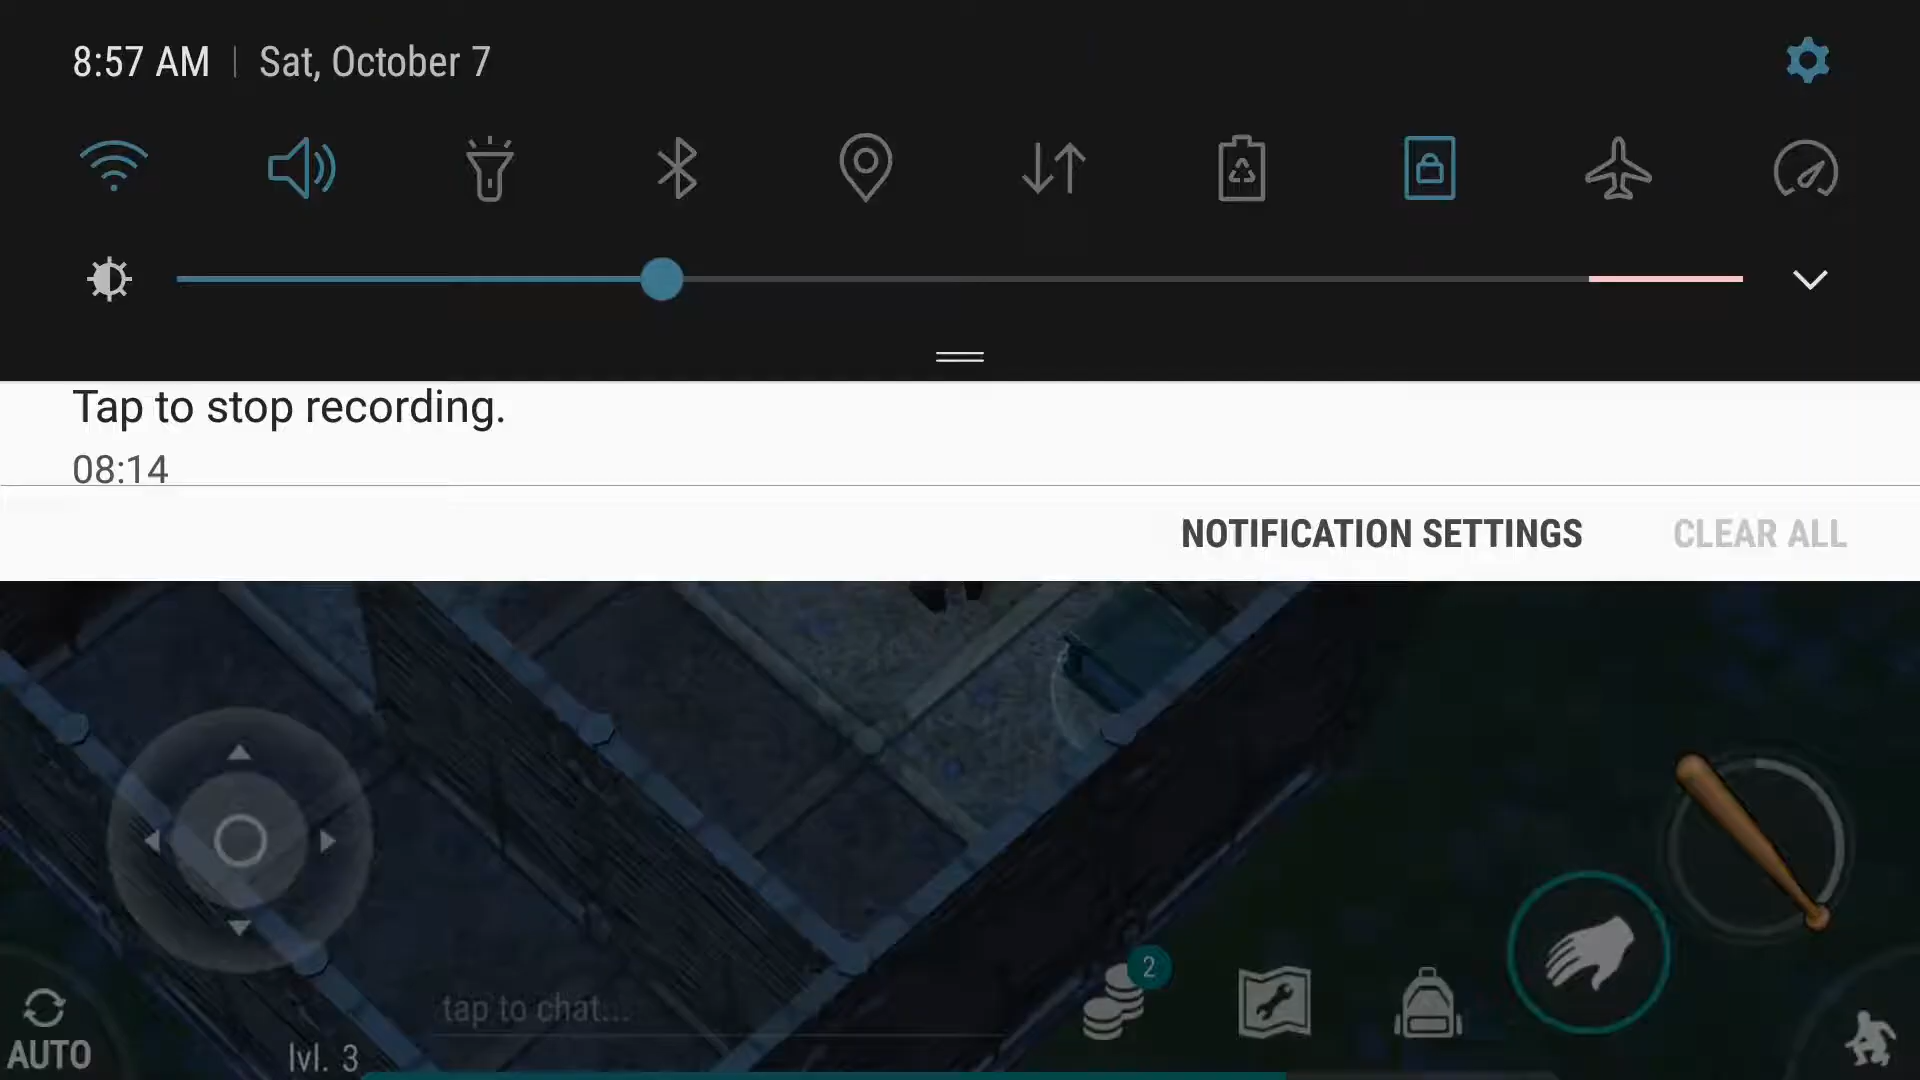 8:57 AM | Sat, October 7
Tap to stop recording.
08:14
NOTIFICATION SETTINGS CLEAR ALL
2
tap to chat...
AUTO
lvl. 3